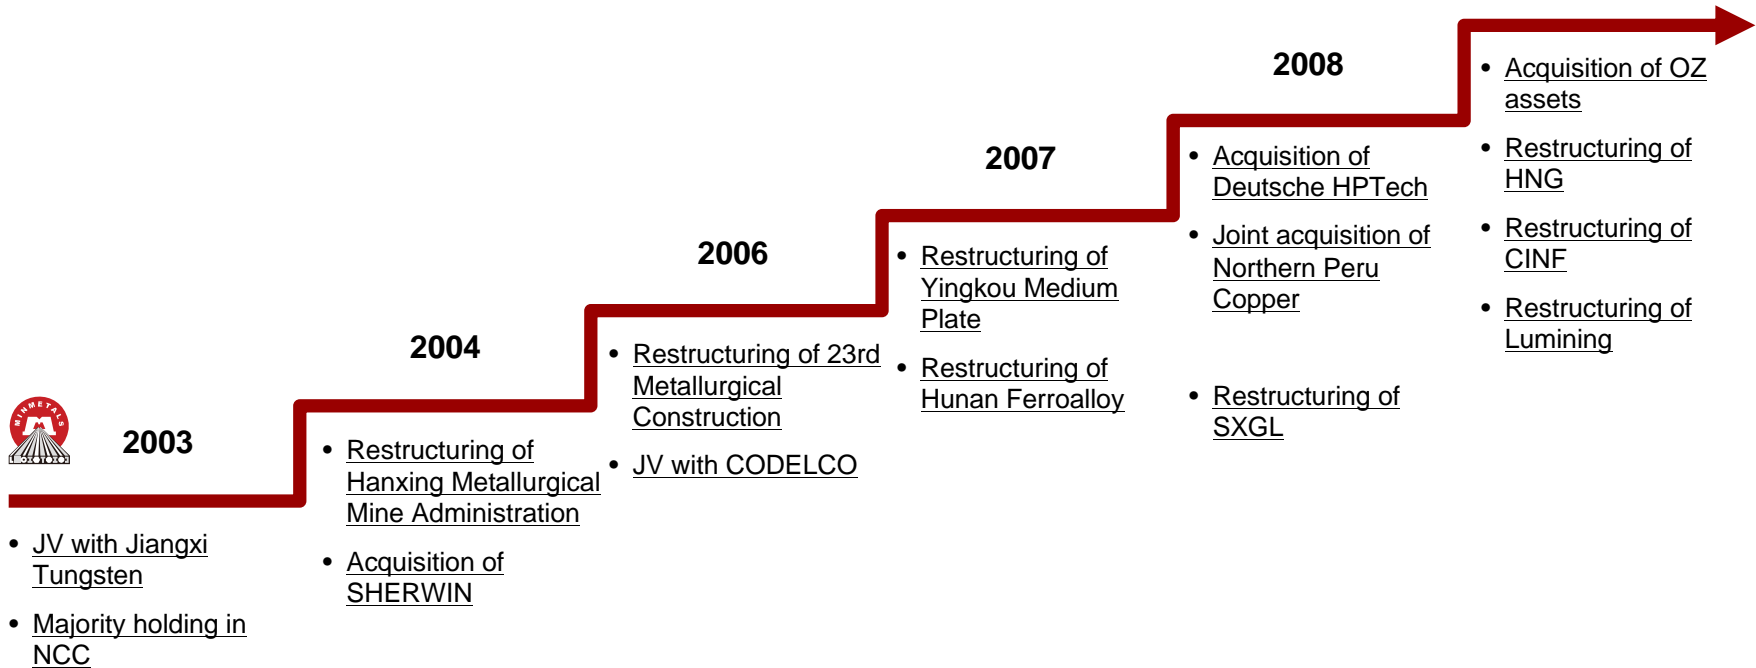 MINMETALS
2003
• JV with Jiangxi
Tungsten
• Majority holding in
NCC
2004
• Restructuring of
Hanxing Metallurgical
Mine Administration
• Acquisition of
SHERWIN
2006
• Restructuring of 23rd
Metallurgical
Construction
• JV with CODELCO
2007
• Restructuring of
Yingkou Medium
Plate
• Restructuring of
Hunan Ferroalloy
2008
• Acquisition of
Deutsche HPTech
• Joint acquisition of
Northern Peru
Copper
• Restructuring of
SXGL
• Acquisition of OZ
assets
• Restructuring of
HNG
• Restructuring of
CINF
• Restructuring of
Lumining